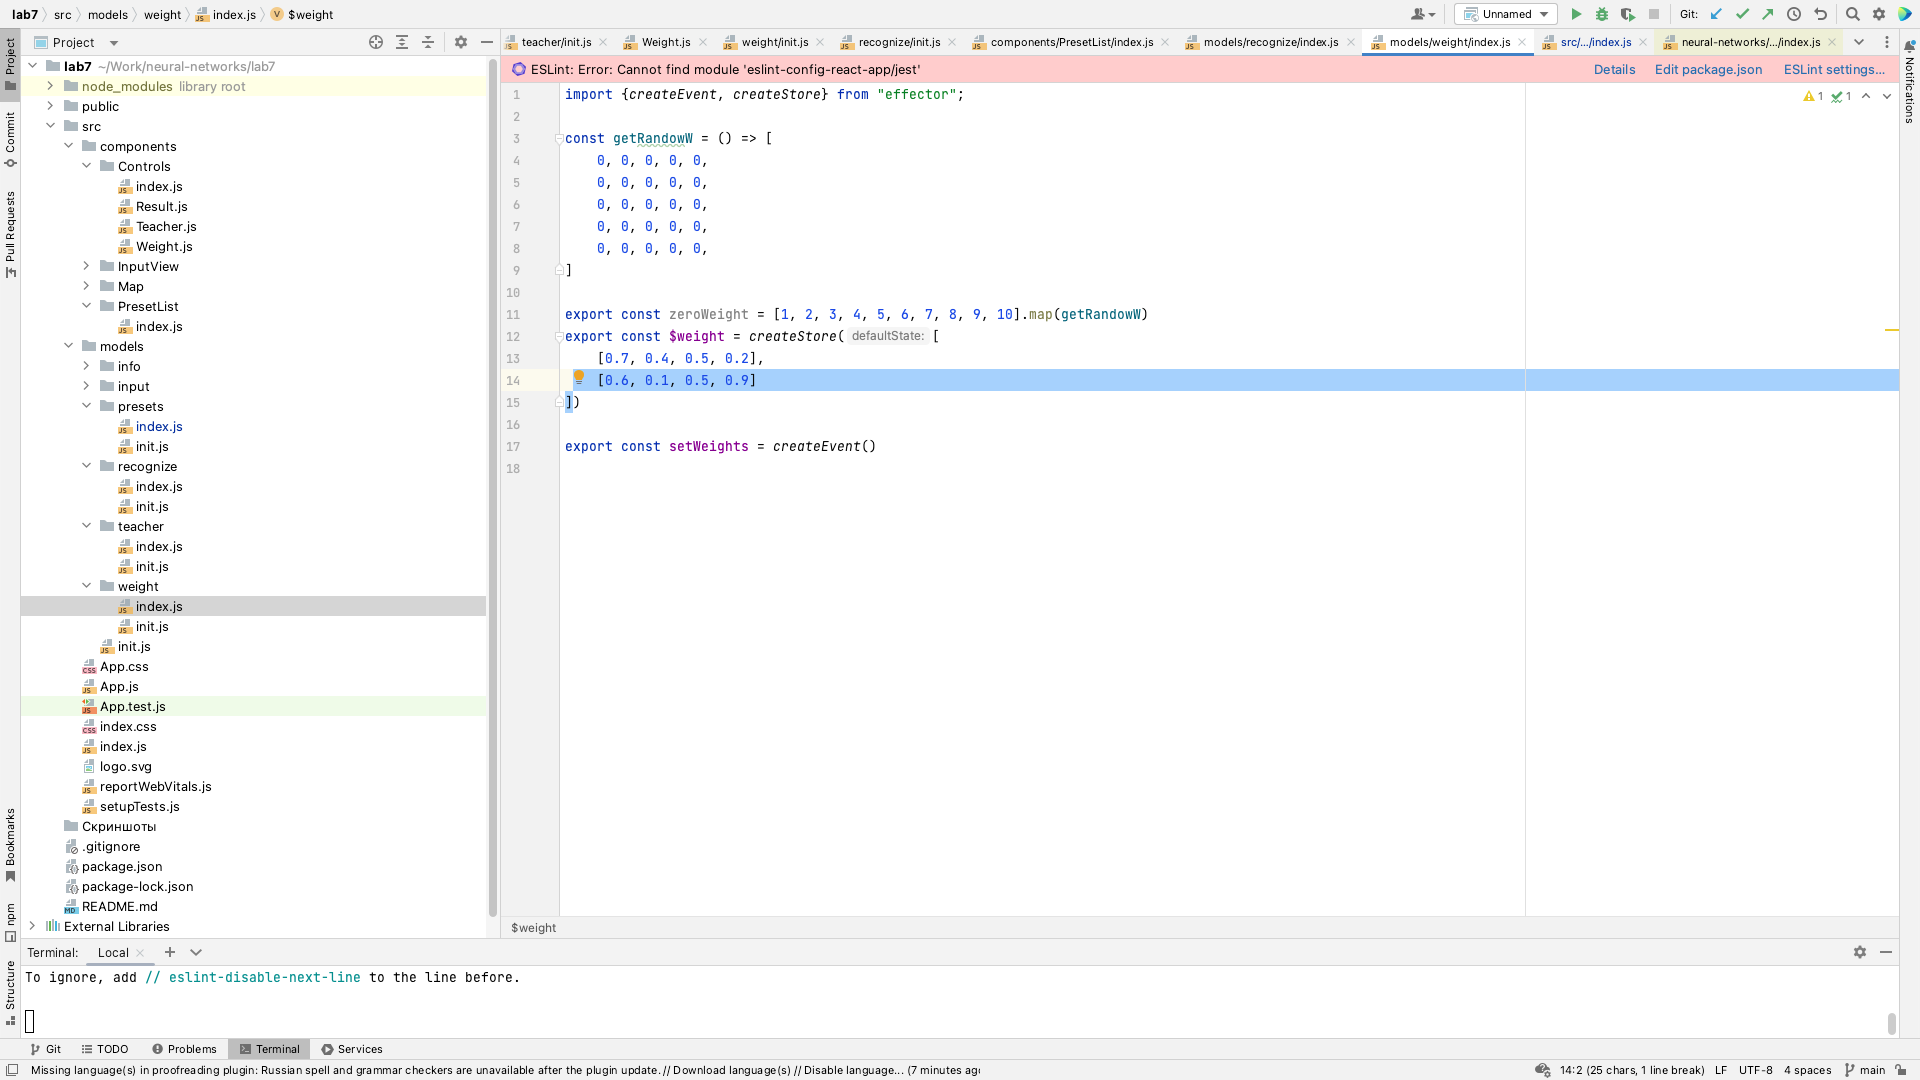 lab7 src models weight index.js $weight
Unnamed
Git:
Project
teacher/init.js Weight.js weight/init.js recognize/init.js components/PresetList/index.js models/recognize/index.js models/weight/index.js src/.../index.js neural-networks/.../index.js
ESLint: Error: Cannot find module 'eslint-config-react-app/jest'
Details Edit package.json ESLint settings...
Project
Commit
Pull Requests
Bookmarks
npm
Structure
Notifications
lab7 ~/Work/neural-networks/lab7
node_modules library root
public
src
components
Controls
index.js
Result.js
Teacher.js
Weight.js
InputView
Map
PresetList
index.js
models
info
input
presets
index.js
init.js
recognize
index.js
init.js
teacher
index.js
init.js
weight
index.js
init.js
init.js
App.css
App.js
App.test.js
index.css
index.js
logo.svg
reportWebVitals.js
setupTests.js
Скриншоты
.gitignore
package.json
package-lock.json
README.md
External Libraries
1 import {createEvent, createStore} from "effector";
1 1
2
3 const getRandowW = () => [
4 0, 0, 0, 0, 0,
5 0, 0, 0, 0, 0,
6 0, 0, 0, 0, 0,
7 0, 0, 0, 0, 0,
8 0, 0, 0, 0, 0,
9 ]
10
11 export const zeroWeight = [1, 2, 3, 4, 5, 6, 7, 8, 9, 10].map(getRandowW)
12 export const $weight = createStore( defaultState: [
13 [0.7, 0.4, 0.5, 0.2],
14 [0.6, 0.1, 0.5, 0.9]
15 ])
16
17 export const setWeights = createEvent()
18
$weight
Terminal: Local
To ignore, add // eslint-disable-next-line to the line before.
Git TODO Problems Terminal Services
Missing language(s) in proofreading plugin: Russian spell and grammar checkers are unavailable after the plugin update. // Download language(s) // Disable language... (7 minutes ago
14:2 (25 chars, 1 line break) LF UTF-8 4 spaces main